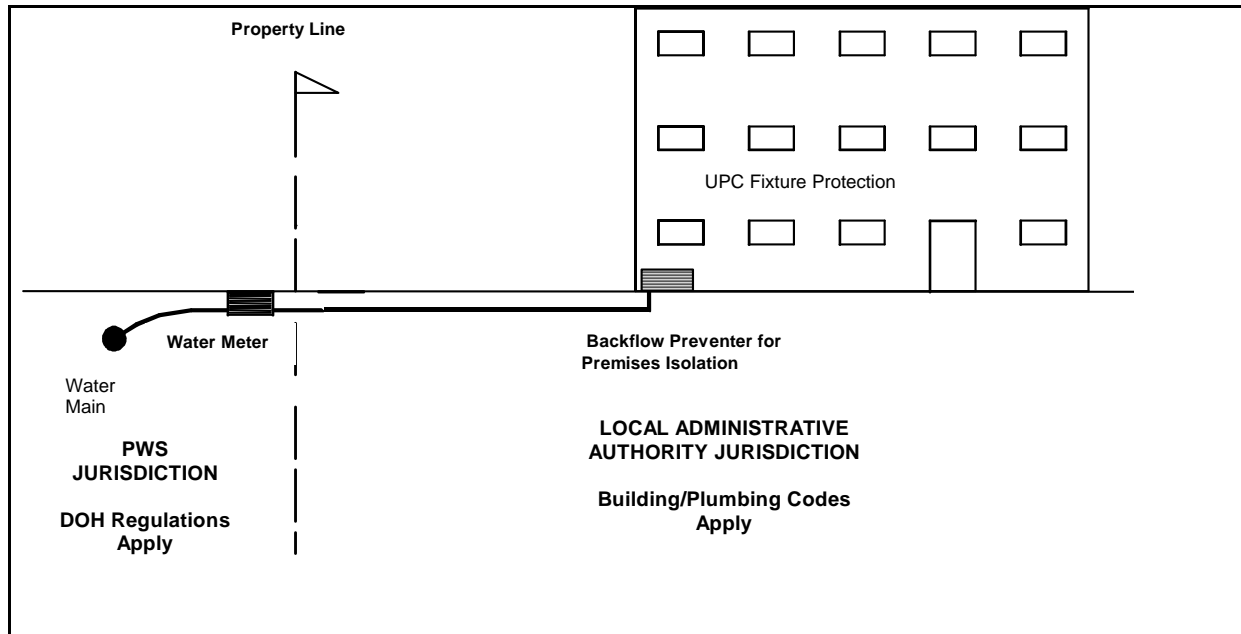 Property Line
UPC Fixture Protection
Water Meter
Backflow Preventer for
Premises Isolation
Water
Main
PWS
JURISDICTION
DOH Regulations
Apply
LOCAL ADMINISTRATIVE
AUTHORITY JURISDICTION
Building/Plumbing Codes
Apply